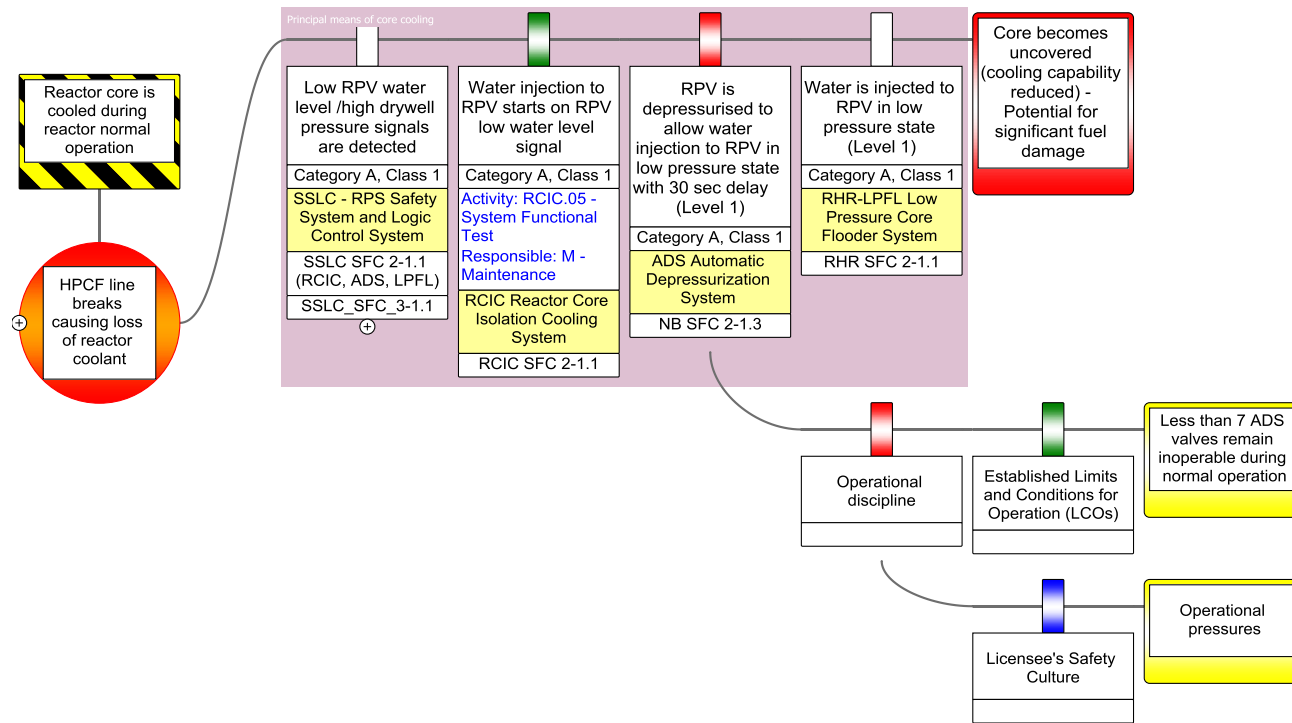 Principal means of core cooling
Reactor core is
cooled during
reactor normal
operation
HPCF line
breaks
causing loss
of reactor
coolant
Low RPV water
level /high drywell
pressure signals
are detected
Category A, Class 1
SSLC - RPS Safety
System and Logic
Control System
SSLC SFC 2-1.1
(RCIC, ADS, LPFL)
SSLC_SFC_3-1.1
Water injection to
RPV starts on RPV
low water level
signal
Category A, Class 1
Activity: RCIC.05 -
System Functional
Test
Responsible: M -
Maintenance
RCIC Reactor Core
Isolation Cooling
System
RCIC SFC 2-1.1
RPV is
depressurised to
allow water
injection to RPV in
low pressure state
with 30 sec delay
(Level 1)
Category A, Class 1
ADS Automatic
Depressurization
System
NB SFC 2-1.3
Water is injected to
RPV in low
pressure state
(Level 1)
Category A, Class 1
RHR-LPFL Low
Pressure Core
Flooder System
RHR SFC 2-1.1
Core becomes
uncovered
(cooling capability
reduced) -
Potential for
significant fuel
damage
Operational
discipline
Established Limits
and Conditions for
Operation (LCOs)
Less than 7 ADS
valves remain
inoperable during
normal operation
Licensee's Safety
Culture
Operational
pressures